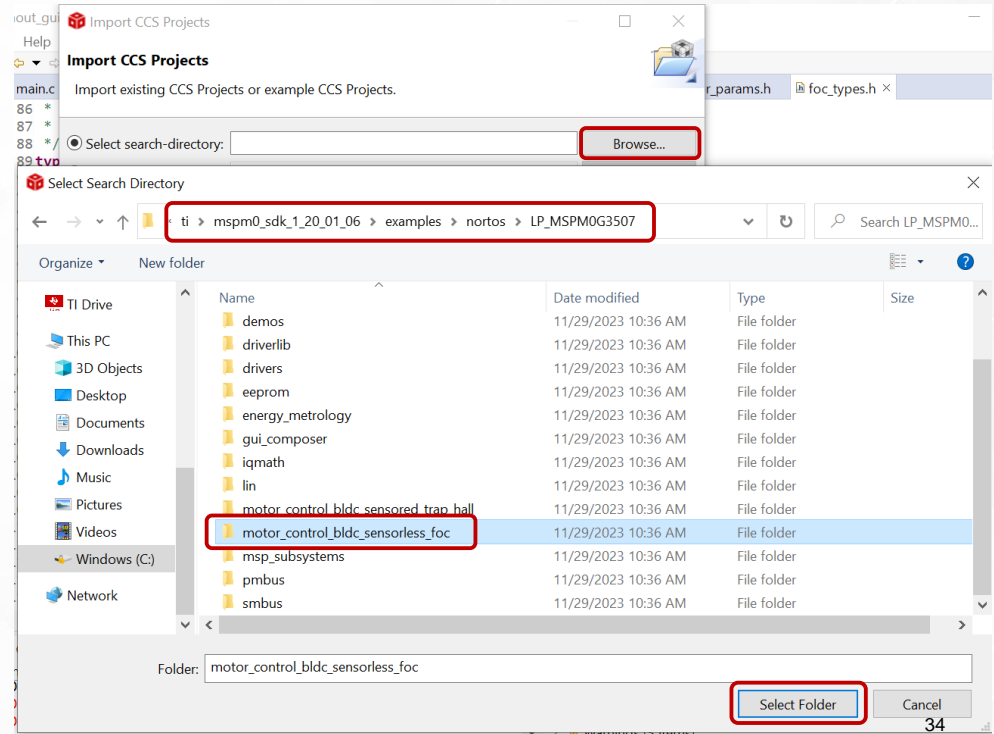 out_gui
Import CCS Projects
Help
Import CCS Projects
Import existing CCS Projects or example CCS Projects.
main.c
r_params.h
foc_types.h
86 *
87 *
88 */
Select search-directory:
Browse...
89 typ
Select Search Directory
ti > mspm0_sdk_1_20_01_06 > examples > nortos > LP_MSPM0G3507
Search LP_MSPM0...
Organize
New folder
Name Date modified Type Size
TI Drive
This PC
3D Objects
Desktop
Documents
Downloads
Music
Pictures
Videos
Windows (C:)
Network
demos 11/29/2023 10:36 AM File folder
driverlib 11/29/2023 10:36 AM File folder
drivers 11/29/2023 10:36 AM File folder
eeprom 11/29/2023 10:36 AM File folder
energy_metrology 11/29/2023 10:36 AM File folder
gui_composer 11/29/2023 10:36 AM File folder
iqmath 11/29/2023 10:36 AM File folder
lin 11/29/2023 10:36 AM File folder
motor_control_bldc_sensored_trap_hall 11/29/2023 10:36 AM File folder
motor_control_bldc_sensorless_foc 11/29/2023 10:36 AM File folder
msp_subsystems 11/29/2023 10:36 AM File folder
pmbus 11/29/2023 10:36 AM File folder
smbus 11/29/2023 10:36 AM File folder
Folder: motor_control_bldc_sensorless_foc
Select Folder
Cancel
34